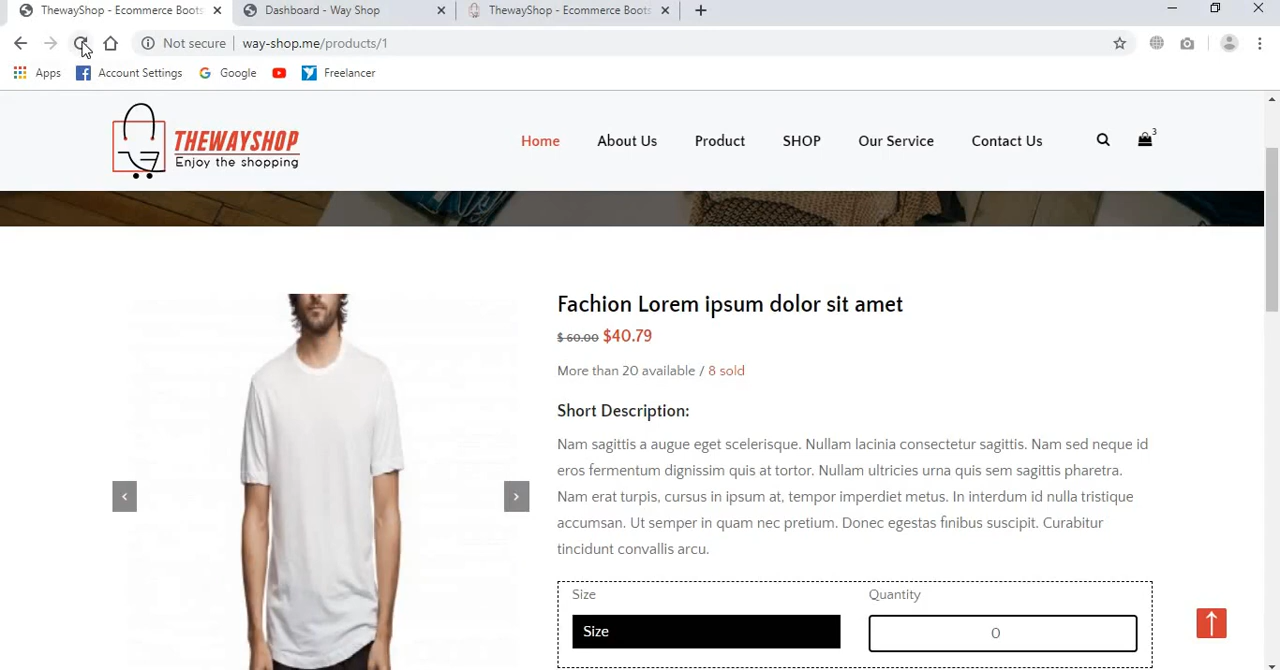 ThewayShop - Ecommerce Boots
Dashboard - Way Shop
ThewayShop - Ecommerce Boots
Not secure
way-shop.me/products/1
Apps
Account Settings
Google
Freelancer
THEWAYSHOP
Enjoy the shopping
Home
About Us
Product
SHOP
Our Service
Contact Us
3
Fachion Lorem ipsum dolor sit amet
$ 60.00 $40.79
More than 20 available / 8 sold
Short Description:
Nam sagittis a augue eget scelerisque. Nullam lacinia consectetur sagittis. Nam sed neque id
eros fermentum dignissim quis at tortor. Nullam ultricies urna quis sem sagittis pharetra.
Nam erat turpis, cursus in ipsum at, tempor imperdiet metus. In interdum id nulla tristique
accumsan. Ut semper in quam nec pretium. Donec egestas finibus suscipit. Curabitur
tincidunt convallis arcu.
Size
Quantity
Size
0